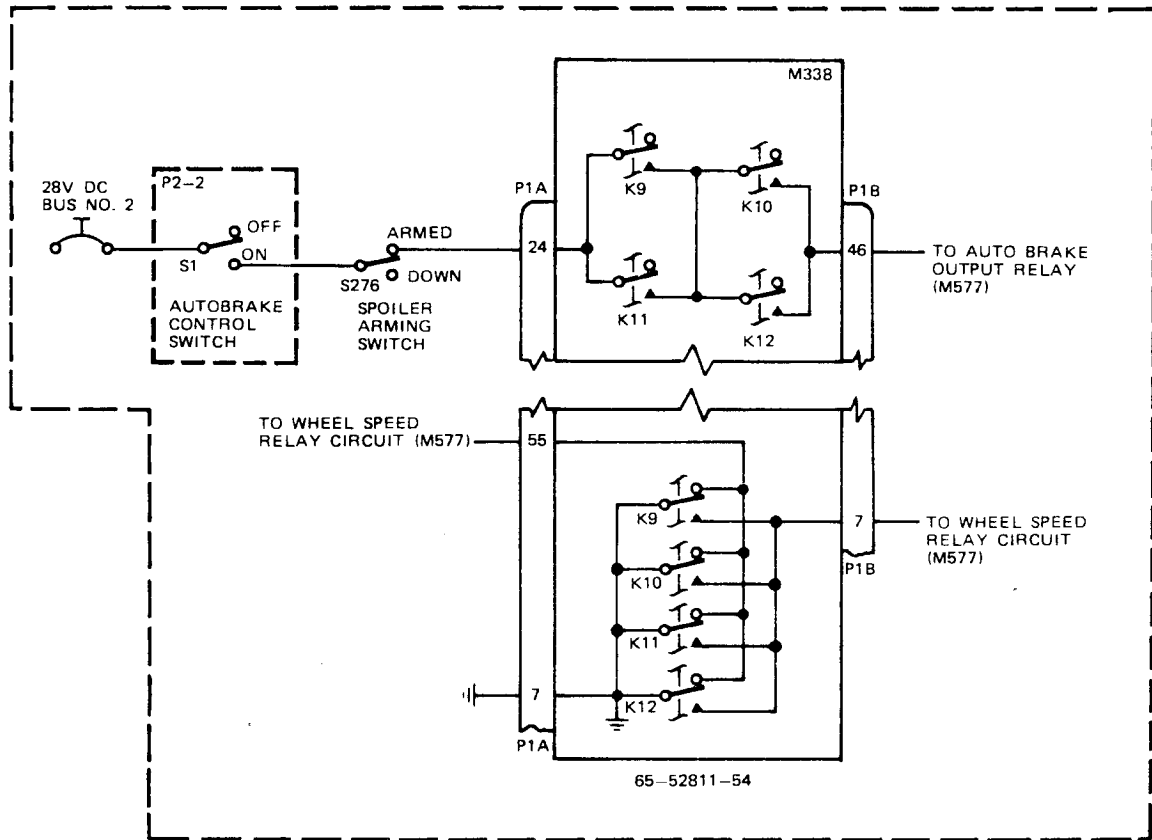 M338
P2-2
28V DC
BUS NO. 2
OFF
ON
S1
AUTOBRAKE
CONTROL
SWITCH
ARMED
DOWN
S276
SPOILER
ARMING
SWITCH
P1A
24
K9
K10
K11
K12
P1B
46
TO AUTO BRAKE
OUTPUT RELAY
(M577)
TO WHEEL SPEED
RELAY CIRCUIT (M577)
55
K9
K10
K11
K12
7
P1A
7
P1B
TO WHEEL SPEED
RELAY CIRCUIT
(M577)
65-52811-54